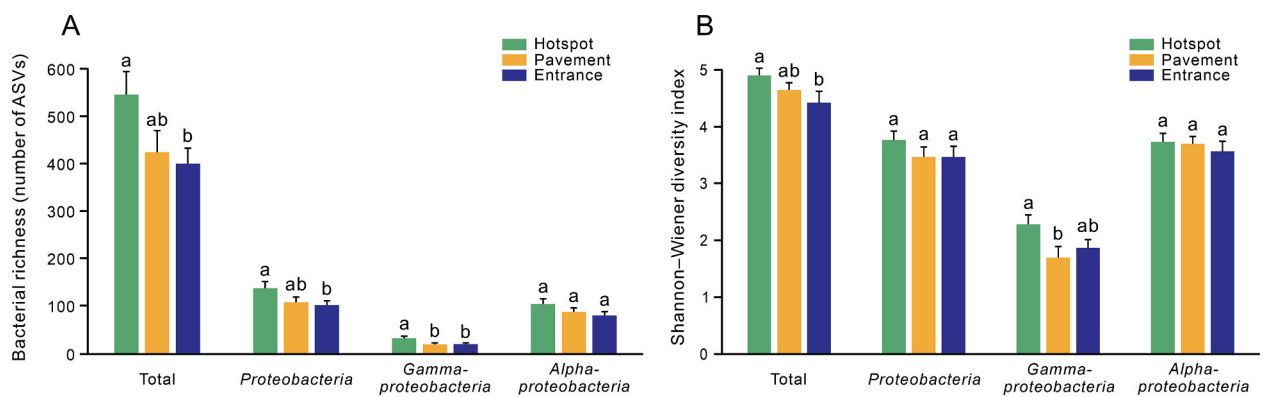 A
Bacterial richness (number of ASVs)
600
500
400
300
200
100
0
Hotspot
Pavement
Entrance
a
ab
b
a
ab
b
a
b
b
a
a
a
Total
Proteobacteria
Gamma-
proteobacteria
Alpha-
proteobacteria
B
Shannon–Wiener diversity index
5
4
3
2
1
0
Hotspot
Pavement
Entrance
a
ab
b
a
a
a
a
b
ab
a
a
a
Total
Proteobacteria
Gamma-
proteobacteria
Alpha-
proteobacteria